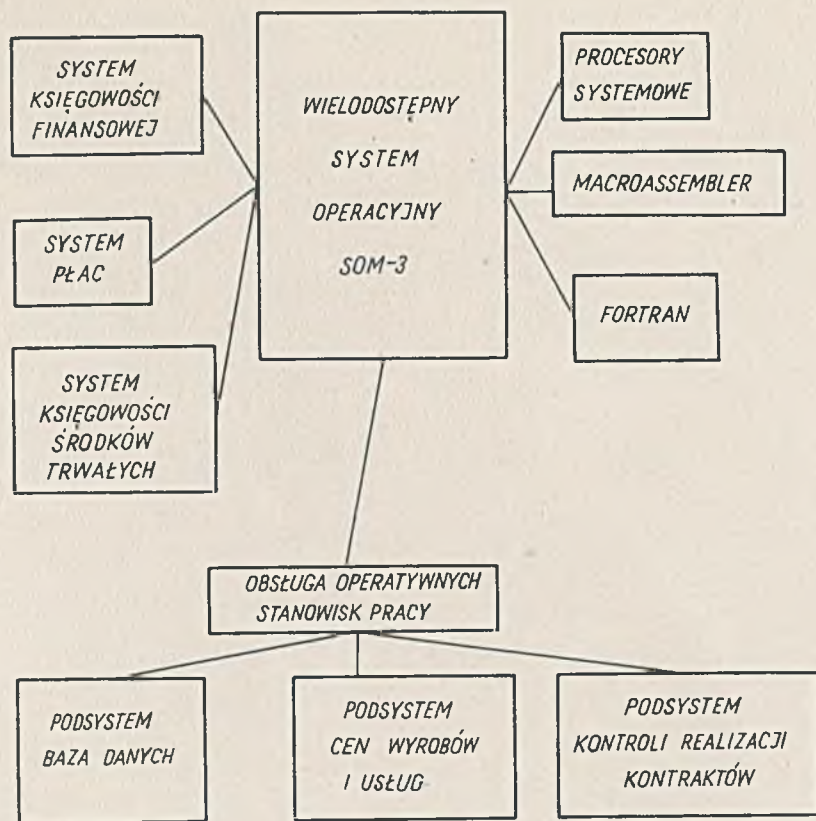 SYSTEM
KSIĘGOWOŚCI
FINANSOWEJ
SYSTEM
PŁAC
SYSTEM
KSIĘGOWOŚCI
ŚRODKÓW
TRWAŁYCH
WIELODOSTĘPNY
SYSTEM
OPERACYJNY
SOM-3
PROCESORY
SYSTEMOWE
MACROASSEMBLER
FORTRAN
OBSŁUGA OPERATYWNYCH
STANOWISK PRACY
PODSYSTEM
BAZA DANYCH
PODSYSTEM
CEN WYROBÓW
I USŁUG
PODSYSTEM
KONTROLI REALIZACJI
KONTRAKTÓW